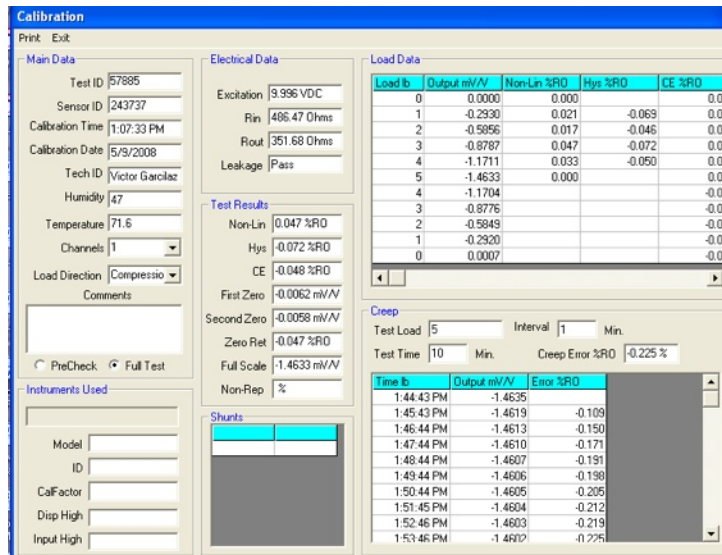 Calibration
Print Exit
Main Data
Test ID 57885
Sensor ID 243737
Calibration Time 1:07:33 PM
Calibration Date 5/9/2008
Tech ID Victor Garcilaz
Humidity 47
Temperature 71.6
Channels 1
Load Direction Compressio
Comments
PreCheck Full Test
Instruments Used
Model
ID
CalFactor
Disp High
Input High
Electrical Data
Excitation 9.996 VDC
Rin 486.47 Ohms
Rout 351.68 Ohms
Leakage Pass
Test Results
Non-Lin 0.047 %RO
Hys -0.072 %RO
CE -0.048 %RO
First Zero -0.0062 mV/V
Second Zero -0.0058 mV/V
Zero Ret -0.047 %RO
Full Scale -1.4633 mV/V
Non-Rep %
Shunts
Load Data
Load lb Output mV/V Non-Lin %RO Hys %RO CE %RO
0 0.0000 0.000 0.0
1 -0.2930 0.021 -0.069 0.0
2 -0.5856 0.017 -0.046 0.0
3 -0.8787 0.047 -0.072 0.0
4 -1.1711 0.033 -0.050 0.0
5 -1.4633 0.000 0.0
4 -1.1704 -0.0
3 -0.8776 -0.0
2 -0.5849 -0.0
1 -0.2920 -0.0
0 0.0007 -0.0
Creep
Test Load 5 Interval 1 Min.
Test Time 10 Min. Creep Error %RO -0.225 %
Time lb Output mV/V Error %RO
1:44:43 PM -1.4635
1:45:43 PM -1.4619 -0.109
1:46:44 PM -1.4613 -0.150
1:47:44 PM -1.4610 -0.171
1:48:44 PM -1.4607 -0.191
1:49:44 PM -1.4606 -0.198
1:50:44 PM -1.4605 -0.205
1:51:45 PM -1.4604 -0.212
1:52:46 PM -1.4603 -0.219
1:53:46 PM -1.4602 -0.225